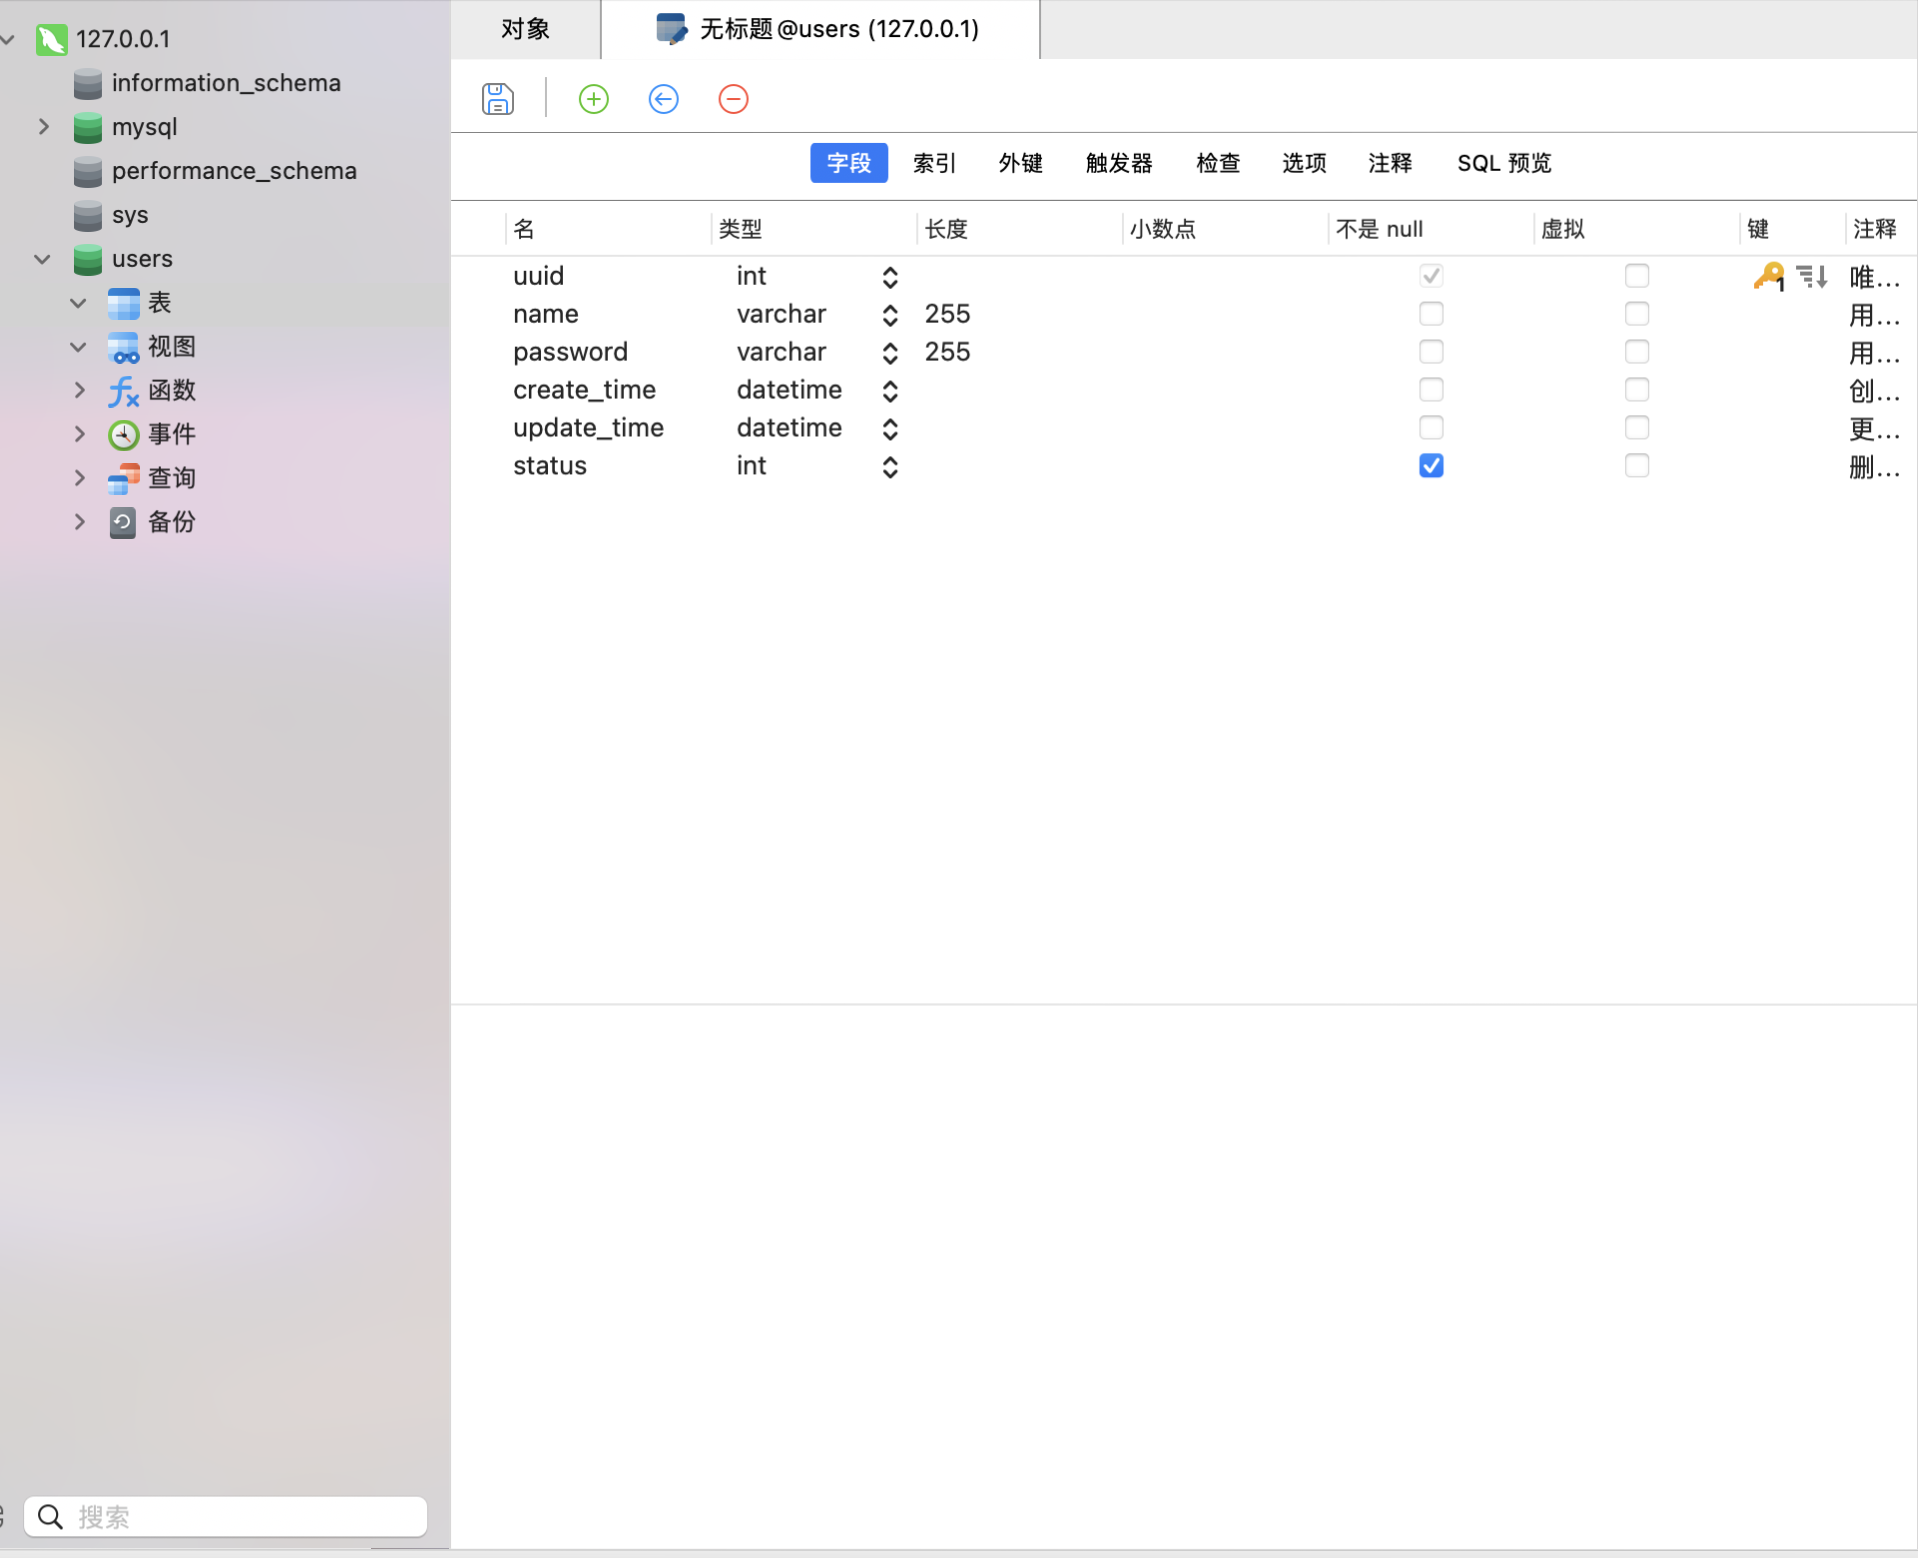 127.0.0.1
information_schema
mysql
performance_schema
sys
users
表
视图
函数
事件
查询
备份
搜索
对象
无标题@users (127.0.0.1)
字段 索引 外键 触发器 检查 选项 注释 SQL 预览
名 类型 长度 小数点 不是 null 虚拟 键 注释
uuid int 1 唯...
name varchar 255 用...
password varchar 255 用...
create_time datetime 创...
update_time datetime 更...
status int 删...